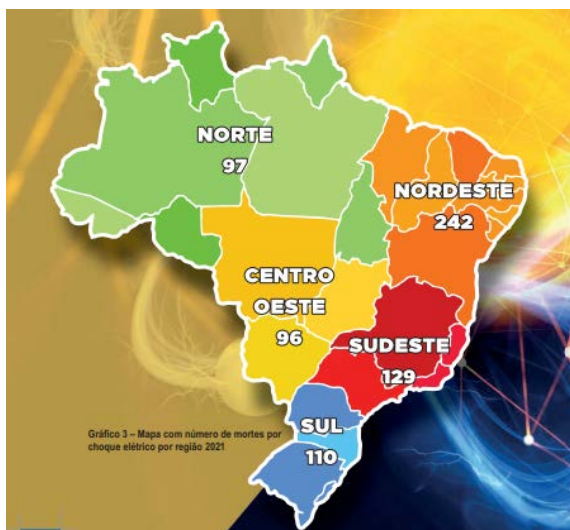 NORTE
97
NORDESTE
242
CENTRO
OESTE
96
SUDESTE
129
SUL
110
Gráfico 3 – Mapa com número de mortes por
choque elétrico por região 2021